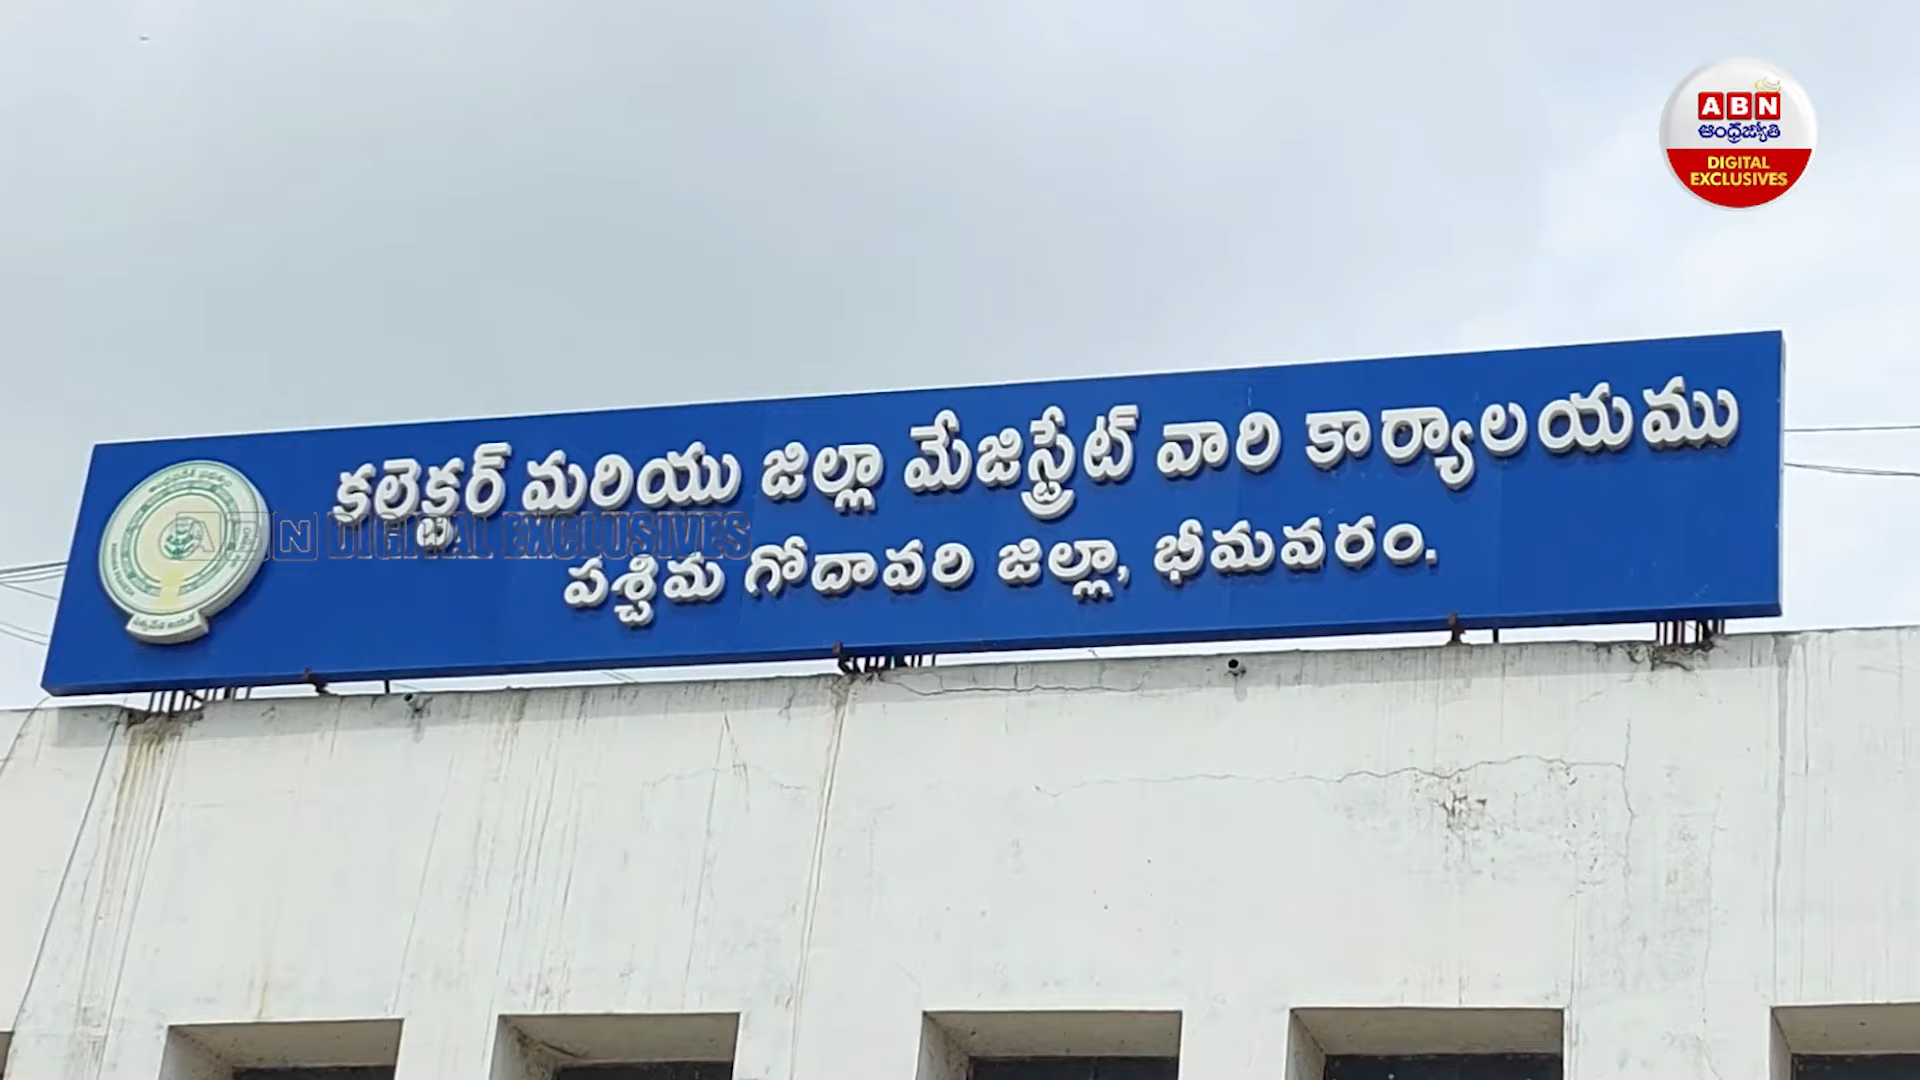 ABN
ఆంధ్రజ్యోతి
DIGITAL
EXCLUSIVES
కలెక్టర్ మరియు జిల్లా మేజిస్ట్రేట్ వారి కార్యాలయము
ABN DIGITAL EXCLUSIVES
పశ్చిమ గోదావరి జిల్లా, భీమవరం.